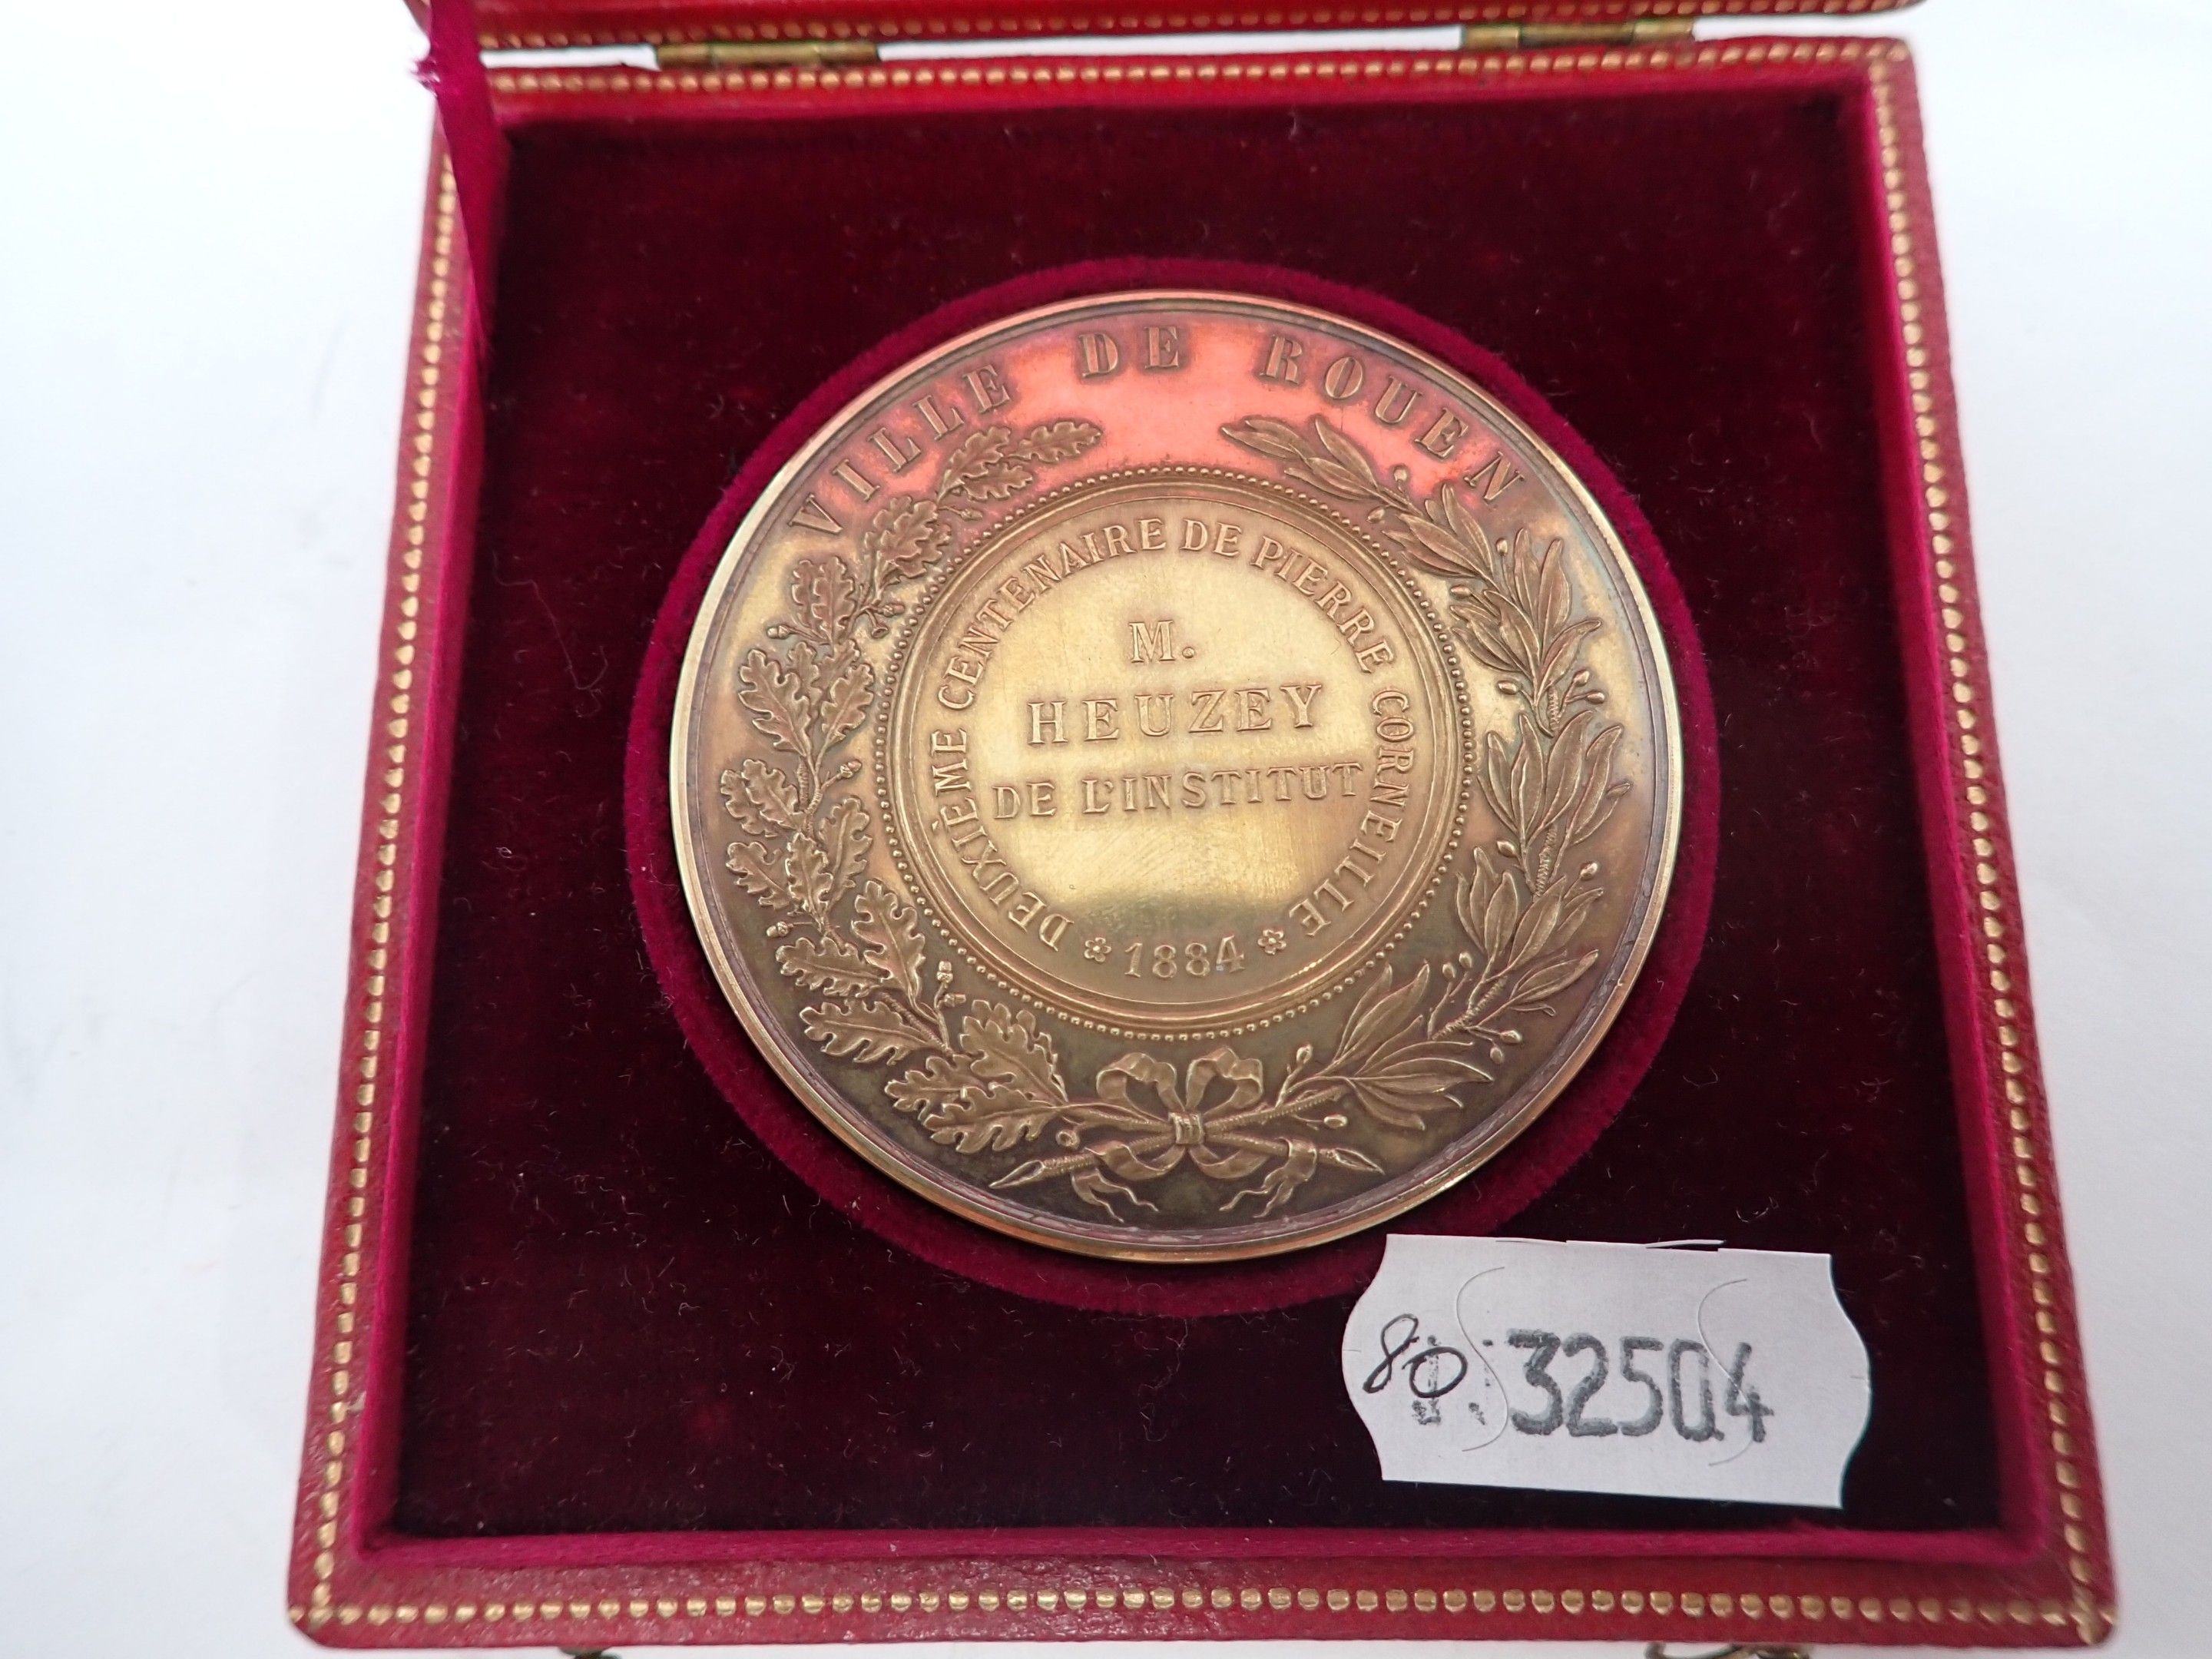 VILLE DE ROUEN
DEUXIÈME CENTENAIRE DE PIERRE CORNEILLE
M.
HEUZEY
DE L'INSTITUT
1884
80
32504